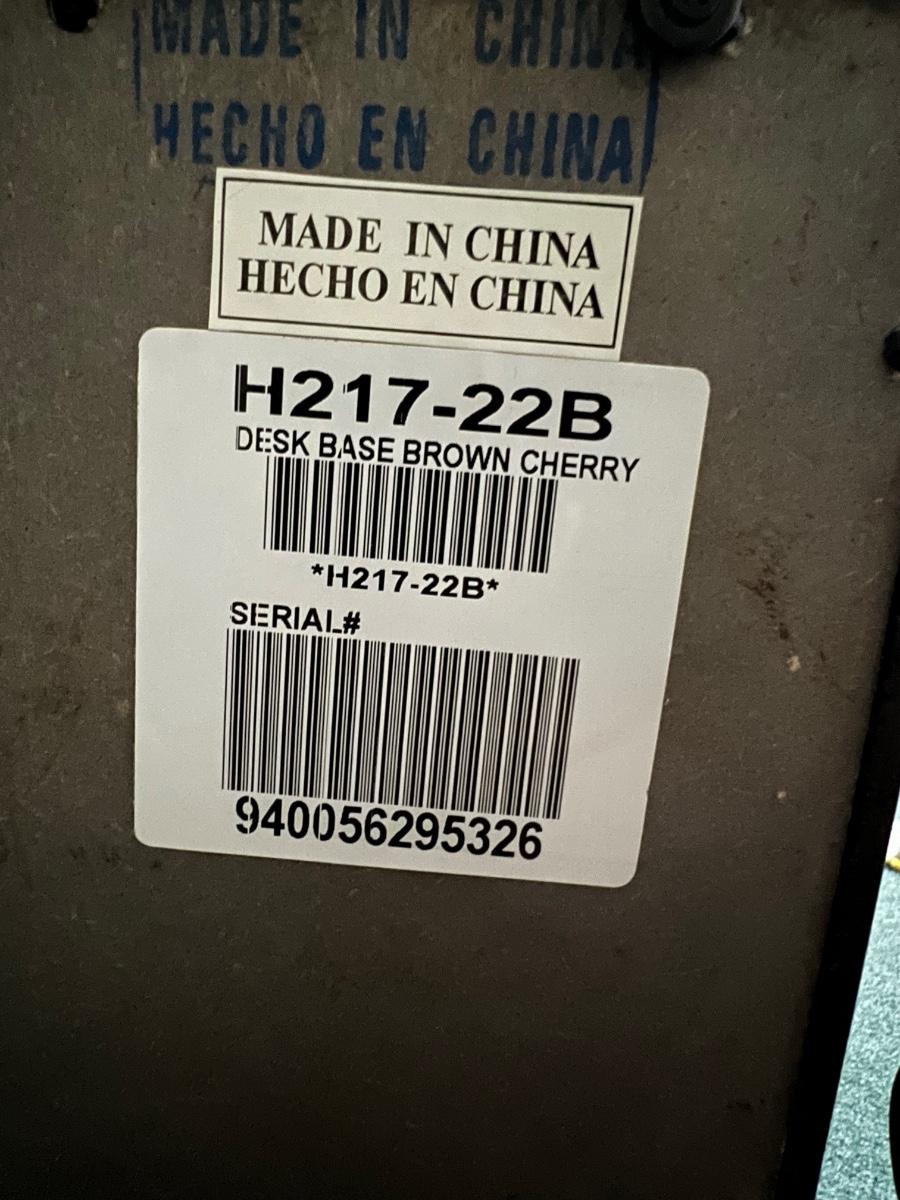 MADE IN CHINA
HECHO EN CHINA
MADE IN CHINA
HECHO EN CHINA
H217-22B
DESK BASE BROWN CHERRY
*H217-22B*
SERIAL#
940056295326